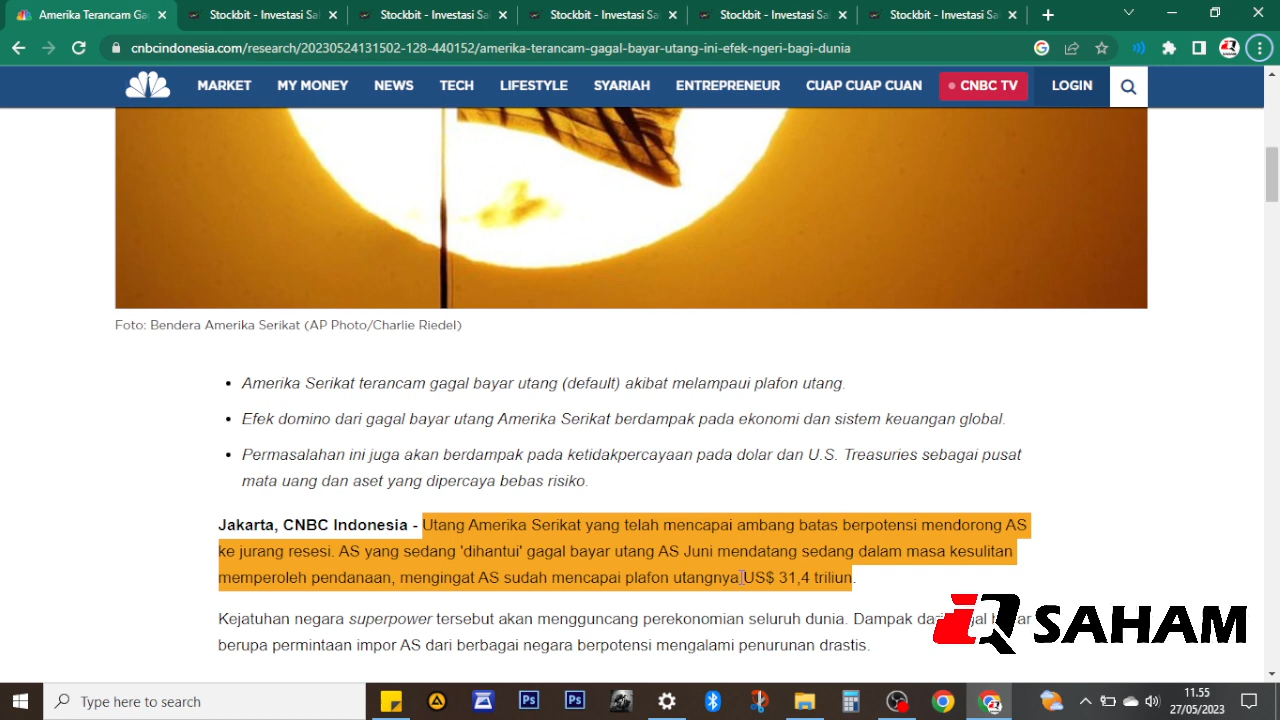 Amerika Terancam Ga
Stockbit - Investasi Sa
Stockbit - Investasi Sa
Stockbit - Investasi Sa
Stockbit - Investasi Sa
Stockbit - Investasi Sa
cnbcindonesia.com/research/20230524131502-128-440152/amerika-terancam-gagal-bayar-utang-ini-efek-ngeri-bagi-dunia
MARKET MY MONEY NEWS TECH LIFESTYLE SYARIAH ENTREPRENEUR CUAP CUAP CUAN CNBC TV LOGIN
Foto: Bendera Amerika Serikat (AP Photo/Charlie Riedel)
• Amerika Serikat terancam gagal bayar utang (default) akibat melampaui plafon utang.
• Efek domino dari gagal bayar utang Amerika Serikat berdampak pada ekonomi dan sistem keuangan global.
• Permasalahan ini juga akan berdampak pada ketidakpercayaan pada dolar dan U.S. Treasuries sebagai pusat
mata uang dan aset yang dipercaya bebas risiko.
Jakarta, CNBC Indonesia - Utang Amerika Serikat yang telah mencapai ambang batas berpotensi mendorong AS
ke jurang resesi. AS yang sedang 'dihantui' gagal bayar utang AS Juni mendatang sedang dalam masa kesulitan
memperoleh pendanaan, mengingat AS sudah mencapai plafon utangnya US$ 31,4 triliun.
Kejatuhan negara superpower tersebut akan mengguncang perekonomian seluruh dunia. Dampak dari
berupa permintaan impor AS dari berbagai negara berpotensi mengalami penurunan drastis.
iQ SAHAM
Type here to search
Ps
Ps
11.55
27/05/2023